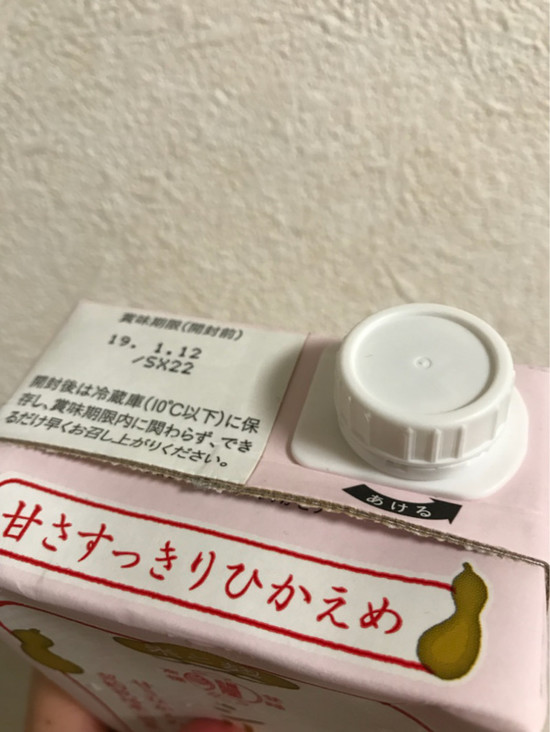 賞味期限(開封前)
19. 1.12
/SX22
開封後は冷蔵庫(10℃以下)に保
存し、賞味期限内に関わらず、でき
るだけ早くお召し上がりください。
あける
甘さすっきりひかえめ